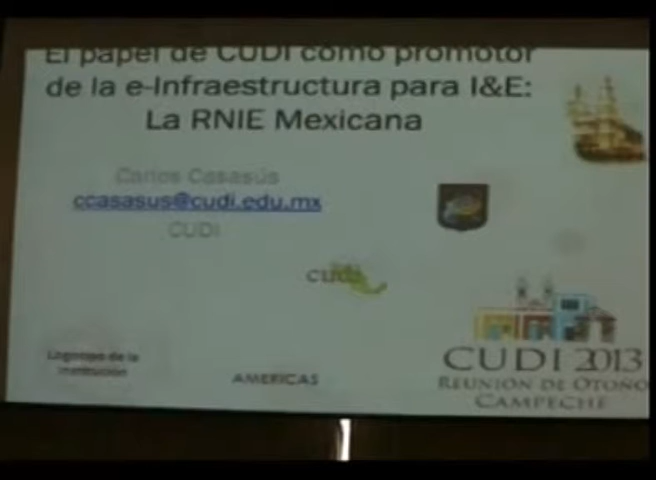 El papel de CUDI como promotor
de la e-Infraestructura para I&E:
La RNIE Mexicana
Carlos Casasús
ccasasus@cudi.edu.mx
CUDI
cudi
Logotipo de la
Institución
AMERICAS
CUDI 2013
REUNIÓN DE OTOÑO
CAMPECHE